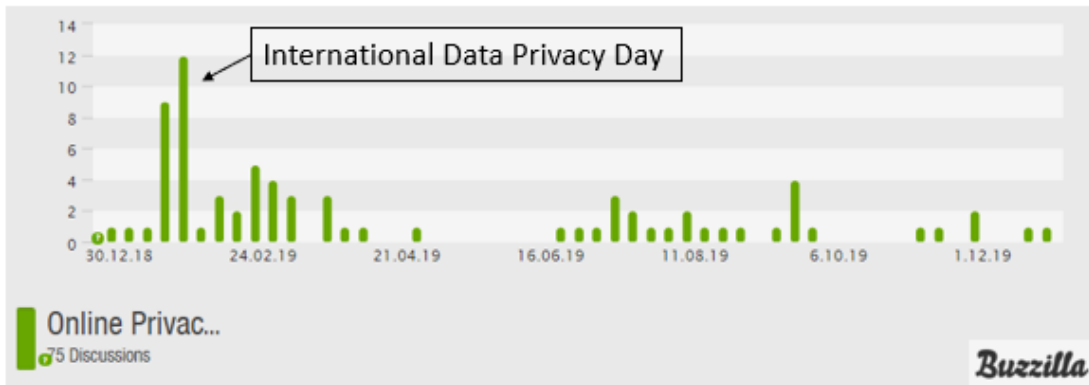 14
International Data Privacy Day
12
10
8
6
4
2
0
30.12.18 24.02.19 21.04.19 16.06.19 11.08.19 6.10.19 1.12.19
Online Privac...
75 Discussions
Buzzilla